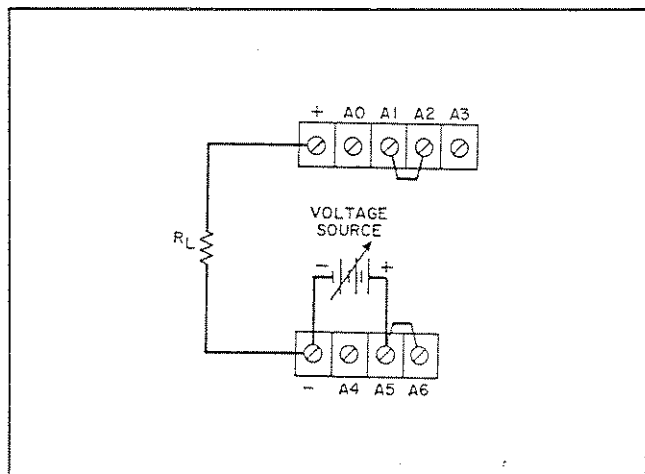 + A0 A1 A2 A3
VOLTAGE
SOURCE
- +
RL
- A4 A5 A6